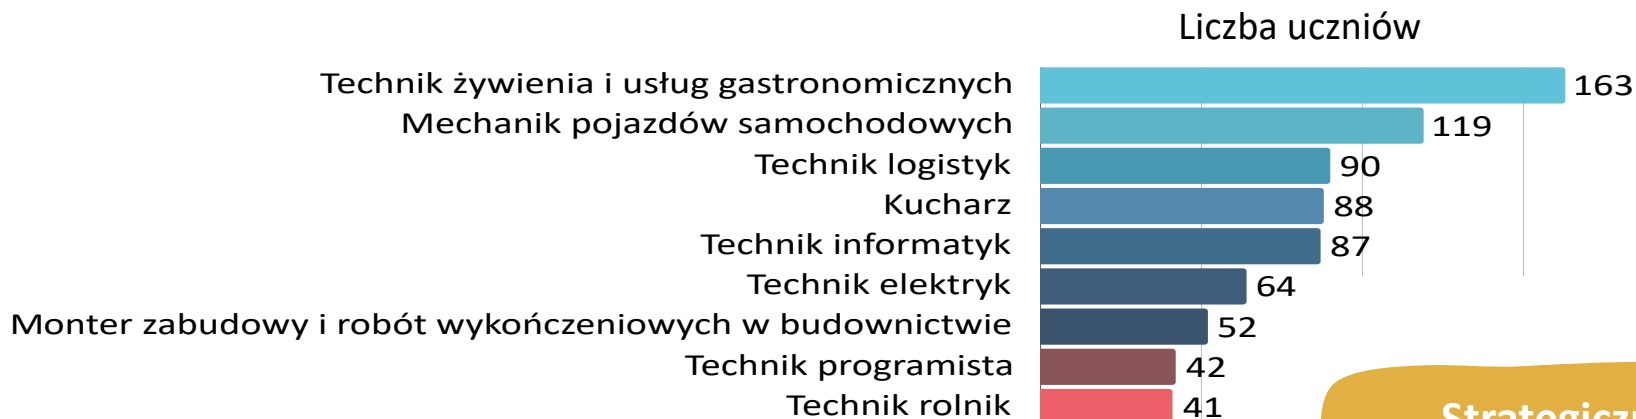 Liczba uczniów
Technik żywienia i usług gastronomicznych 163
Mechanik pojazdów samochodowych 119
Technik logistyk 90
Kucharz 88
Technik informatyk 87
Technik elektryk 64
Monter zabudowy i robót wykończeniowych w budownictwie 52
Technik programista 42
Technik rolnik 41